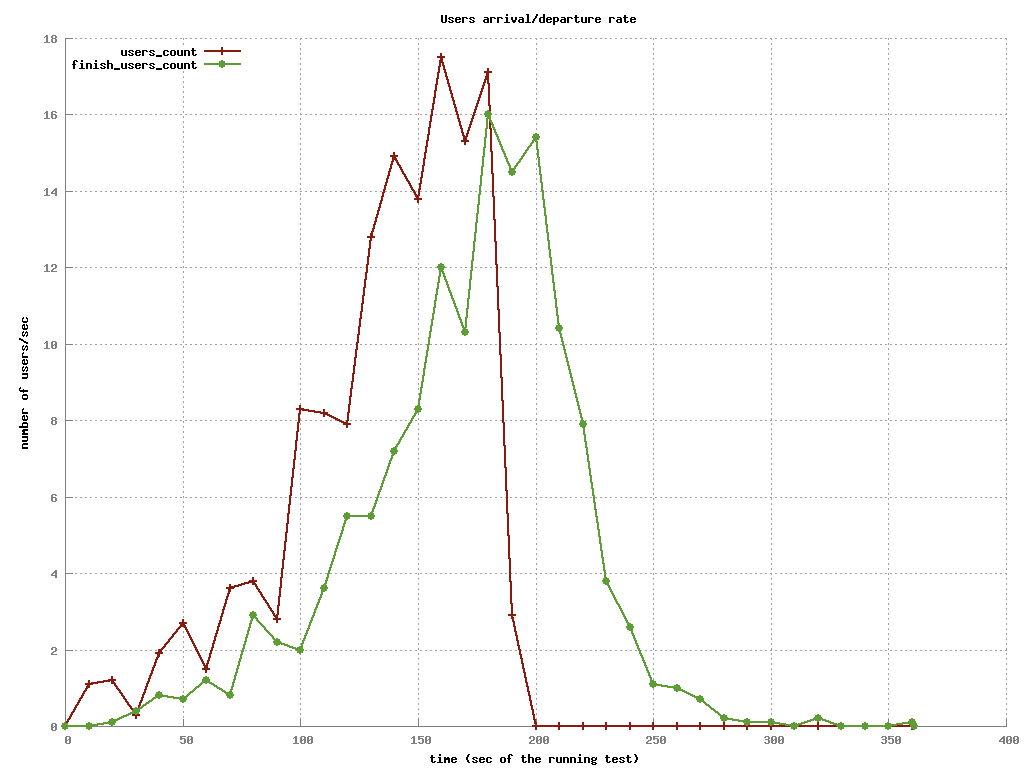 Users arrival/departure rate
users_count
finish_users_count
18
16
14
12
10
8
6
4
2
0
number of users/sec
0 50 100 150 200 250 300 350 400
time (sec of the running test)